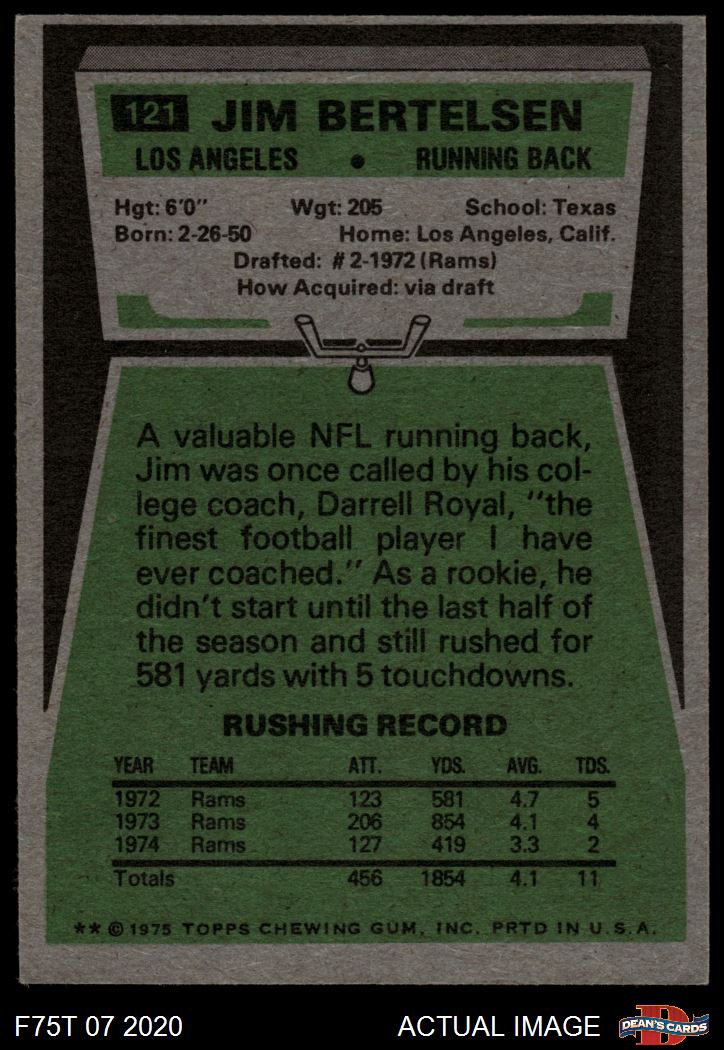 121 JIM BERTELSEN
LOS ANGELES • RUNNING BACK
Hgt: 6'0" Wgt: 205 School: Texas
Born: 2-26-50 Home: Los Angeles, Calif.
Drafted: #2-1972 (Rams)
How Acquired: via draft
A valuable NFL running back,
Jim was once called by his col-
lege coach, Darrell Royal, "the
finest football player I have
ever coached." As a rookie, he
didn't start until the last half of
the season and still rushed for
581 yards with 5 touchdowns.
RUSHING RECORD
YEAR TEAM ATT. YDS. AVG. TDS.
1972 Rams 123 581 4.7 5
1973 Rams 206 854 4.1 4
1974 Rams 127 419 3.3 2
Totals 456 1854 4.1 11
** © 1975 TOPPS CHEWING GUM, INC. PRTD IN U.S.A.
F75T 07 2020 ACTUAL IMAGE D DEAN'S CARDS